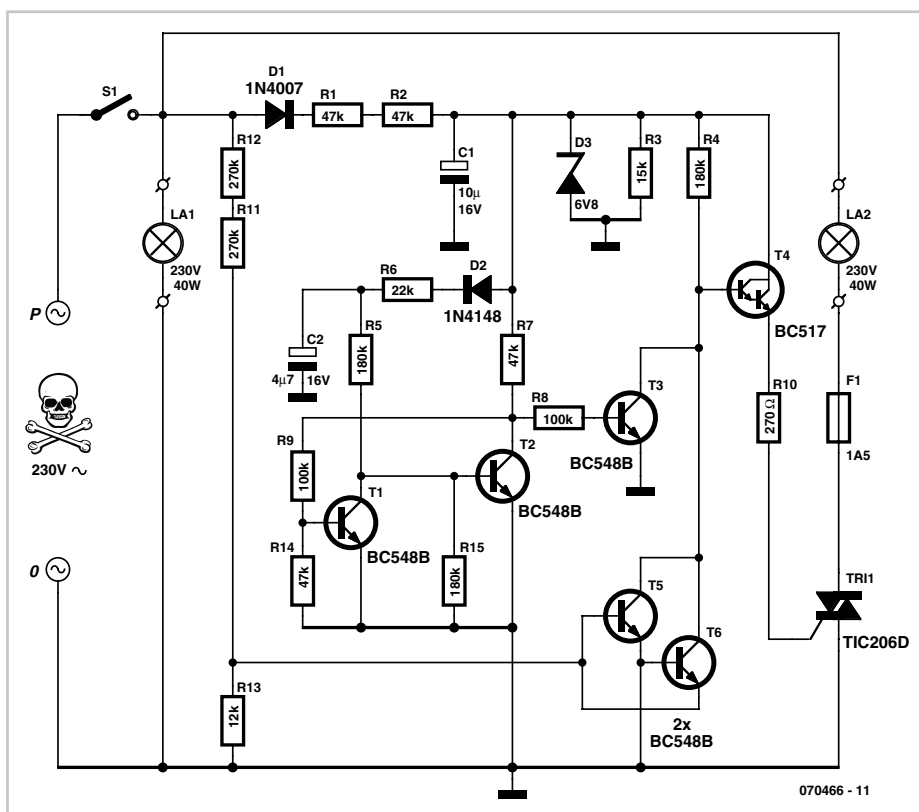 S1
D1
1N4007
R1
47k
R2
47k
R12
270k
R11
270k
LA1
230V
40W
C1
10μ
16V
D3
6V8
R3
15k
R4
180k
T4
BC517
LA2
230V
40W
P
R6
22k
D2
1N4148
C2
4μ7
16V
R5
180k
R7
47k
R8
100k
T3
BC548B
R10
270 Ω
F1
1A5
230V ~
R9
100k
T1
BC548B
T2
BC548B
R14
47k
R15
180k
0
T5
T6
2x
BC548B
TRI1
TIC206D
R13
12k
070466 - 11